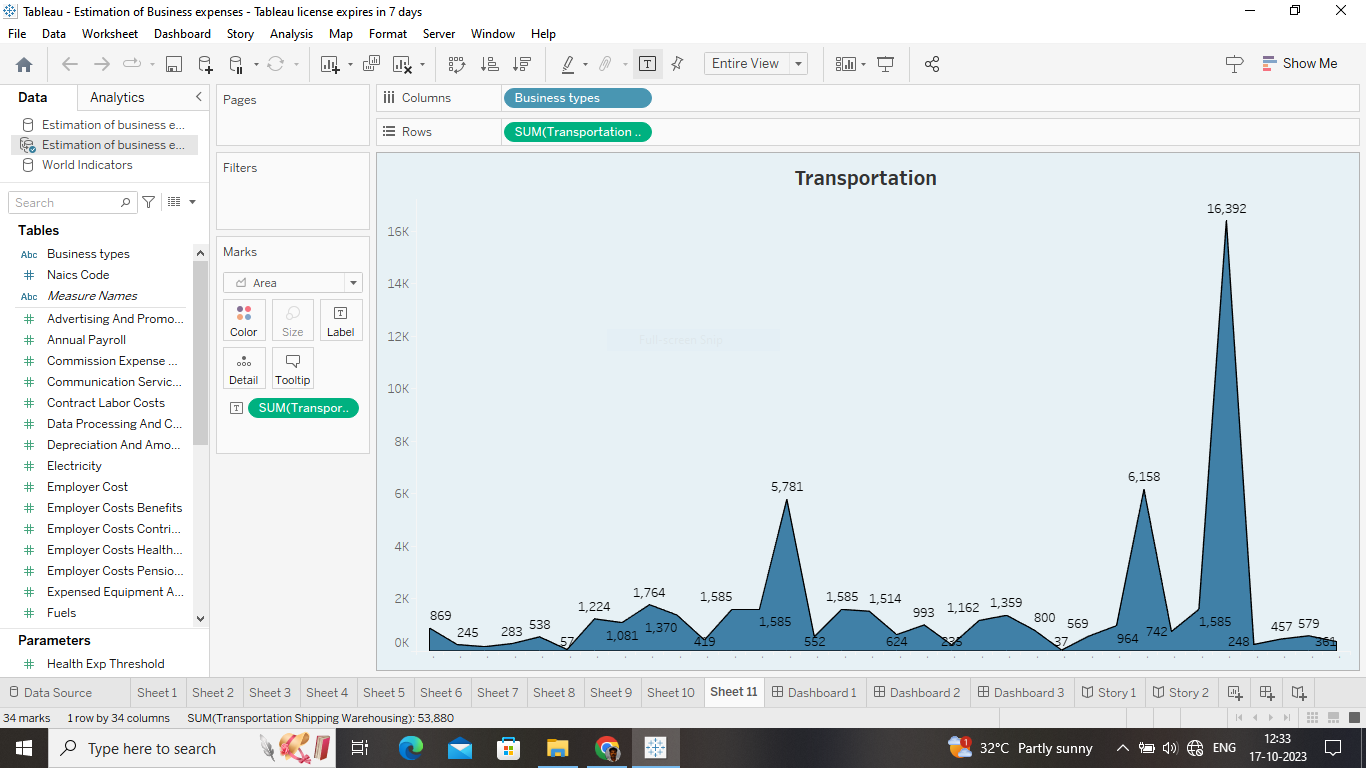 Tableau - Estimation of Business expenses - Tableau license expires in 7 days
File Data Worksheet Dashboard Story Analysis Map Format Server Window Help
Entire View
Show Me
Data Analytics
Estimation of business e...
Estimation of business e...
World Indicators
Search
Tables
Abc Business types
# Naics Code
Abc Measure Names
# Advertising And Promo...
# Annual Payroll
# Commission Expense ...
# Communication Servic...
# Contract Labor Costs
# Data Processing And C...
# Depreciation And Amo...
# Electricity
# Employer Cost
# Employer Costs Benefits
# Employer Costs Contri...
# Employer Costs Health...
# Employer Costs Pensio...
# Expensed Equipment A...
# Fuels
Parameters
# Health Exp Threshold
Pages
Filters
Marks
Area
Color Size Label
Detail Tooltip
T SUM(Transpor..
Columns Business types
Rows SUM(Transportation ..
Transportation
16K
14K
12K
10K
8K
6K
4K
2K
0K
869
245
283
538
57
1,224
1,081
1,764
1,370
419
1,585
1,585
5,781
552
1,585
1,514
624
993
235
1,162
1,359
800
37
569
964
6,158
742
1,585
16,392
248
457
579
361
Data Source Sheet 1 Sheet 2 Sheet 3 Sheet 4 Sheet 5 Sheet 6 Sheet 7 Sheet 8 Sheet 9 Sheet 10 Sheet 11 Dashboard 1 Dashboard 2 Dashboard 3 Story 1 Story 2
34 marks 1 row by 34 columns SUM(Transportation Shipping Warehousing): 53,880
Type here to search
1
32°C Partly sunny
ENG
12:33
17-10-2023